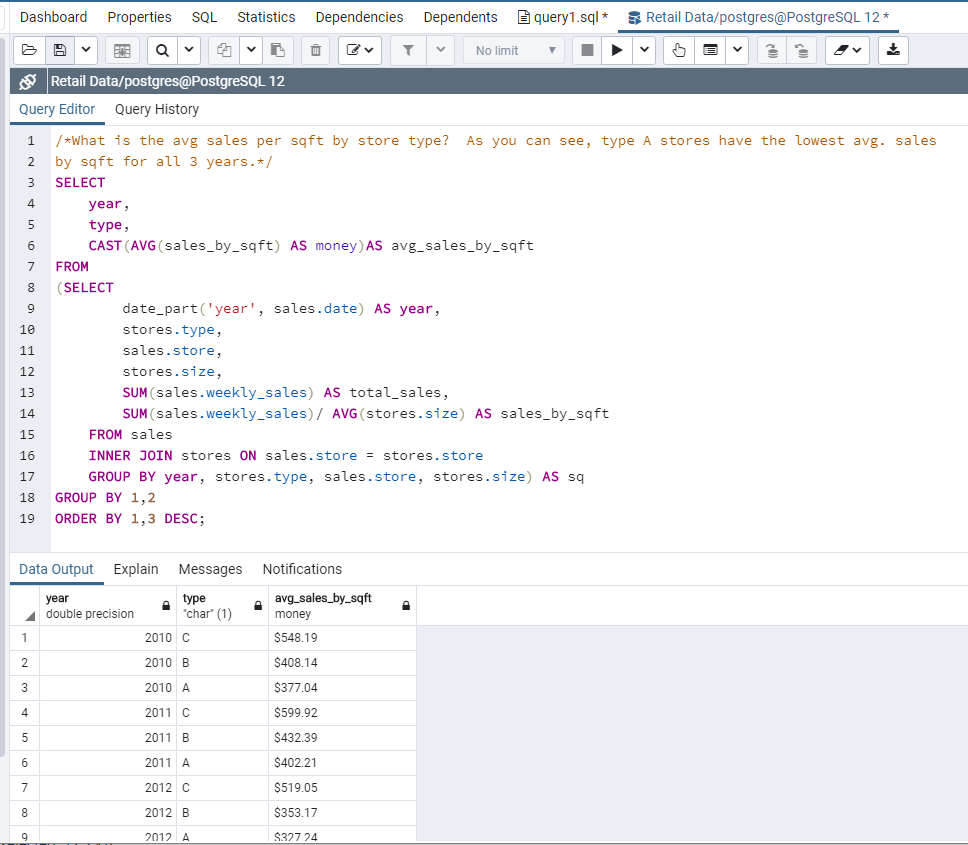 Dashboard Properties SQL Statistics Dependencies Dependents query1.sql * Retail Data/postgres@PostgreSQL 12 *
No limit
Retail Data/postgres@PostgreSQL 12
Query Editor Query History
1 /*What is the avg sales per sqft by store type?  As you can see, type A stores have the lowest avg. sales
2 by sqft for all 3 years.*/
3 SELECT
4     year,
5     type,
6     CAST(AVG(sales_by_sqft) AS money)AS avg_sales_by_sqft
7 FROM
8 (SELECT
9         date_part('year', sales.date) AS year,
10         stores.type,
11         sales.store,
12         stores.size,
13         SUM(sales.weekly_sales) AS total_sales,
14         SUM(sales.weekly_sales)/ AVG(stores.size) AS sales_by_sqft
15     FROM sales
16     INNER JOIN stores ON sales.store = stores.store
17     GROUP BY year, stores.type, sales.store, stores.size) AS sq
18 GROUP BY 1,2
19 ORDER BY 1,3 DESC;
Data Output Explain Messages Notifications
year type avg_sales_by_sqft
double precision "char" (1) money
1 2010 C $548.19
2 2010 B $408.14
3 2010 A $377.04
4 2011 C $599.92
5 2011 B $432.39
6 2011 A $402.21
7 2012 C $519.05
8 2012 B $353.17
9 2012 A $327.24